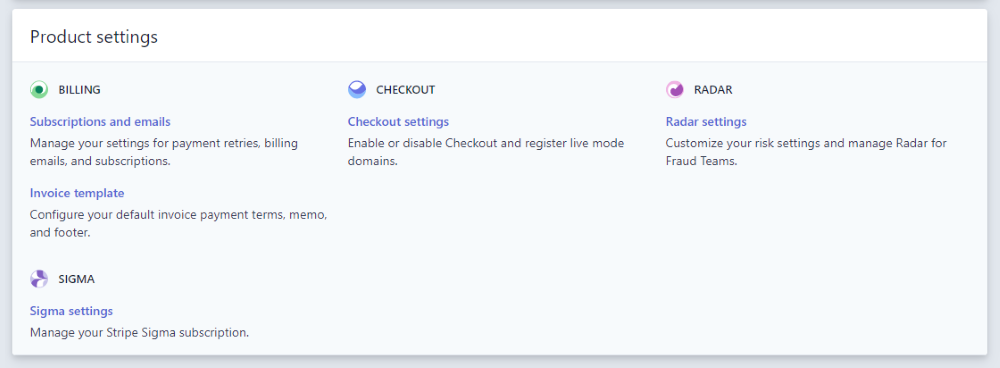 Product settings
BILLING
Subscriptions and emails
Manage your settings for payment retries, billing
emails, and subscriptions.
Invoice template
Configure your default invoice payment terms, memo,
and footer.
CHECKOUT
Checkout settings
Enable or disable Checkout and register live mode
domains.
RADAR
Radar settings
Customize your risk settings and manage Radar for
Fraud Teams.
SIGMA
Sigma settings
Manage your Stripe Sigma subscription.